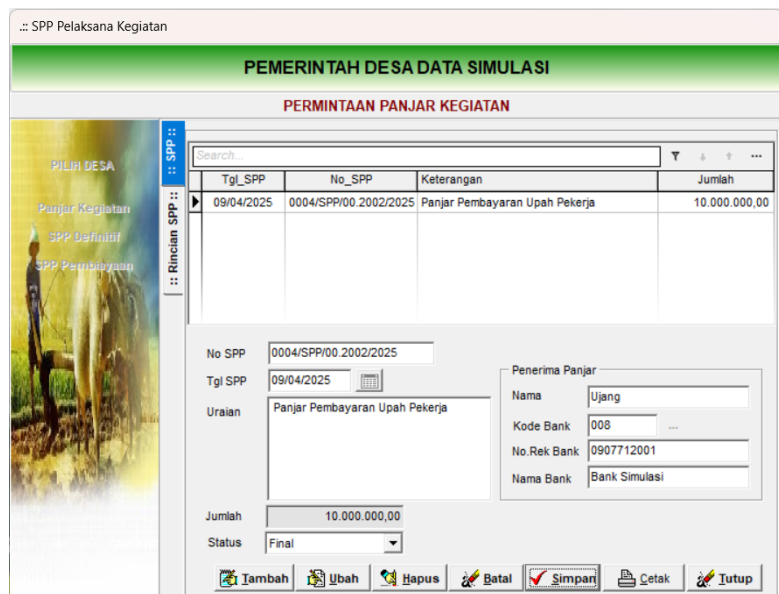 .:: SPP Pelaksana Kegiatan
PEMERINTAH DESA DATA SIMULASI
PERMINTAAN PANJAR KEGIATAN
PILIH DESA
Panjar Kegiatan
SPP Definitif
SPP Pembiayaan
:: SPP ::
:: Rincian SPP ::
Search...
Tgl_SPP No_SPP Keterangan Jumlah
09/04/2025 0004/SPP/00.2002/2025 Panjar Pembayaran Upah Pekerja 10.000.000,00
No SPP 0004/SPP/00.2002/2025
Tgl SPP 09/04/2025
Uraian Panjar Pembayaran Upah Pekerja
Penerima Panjar
Nama Ujang
Kode Bank 008 ...
No.Rek Bank 0907712001
Nama Bank Bank Simulasi
Jumlah 10.000.000,00
Status Final
Tambah Ubah Hapus Batal Simpan Cetak Tutup